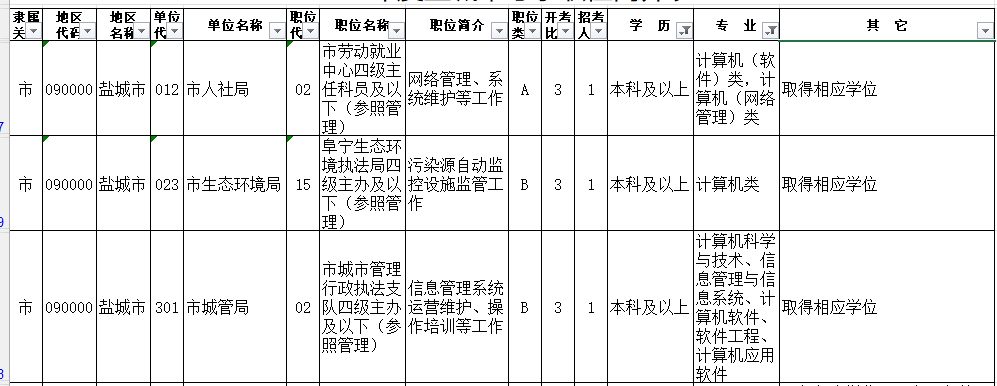 隶属 地区 地区 单位 单位名称 职位 职位名称 职位简介 职位 开考 招考 学 历 专 业 其 它
关 代码 名称 代 代 类 比 人
市 090000 盐城市 012 市人社局 02 市劳动就业中心四级主任科员及以下（参照管理） 网络管理、系统维护等工作 A 3 1 本科及以上 计算机（软件）类，计算机（网络管理）类 取得相应学位
市 090000 盐城市 023 市生态环境局 15 阜宁生态环境执法局四级主办及以下（参照管理） 污染源自动监控设施监管工作 B 3 1 本科及以上 计算机类 取得相应学位
市 090000 盐城市 301 市城管局 02 市城市管理行政执法支队四级主办及以下（参照管理） 信息管理系统运营维护、操作培训等工作 B 3 1 本科及以上 计算机科学与技术、信息管理与信息系统、计算机软件、软件工程、计算机应用软件 取得相应学位